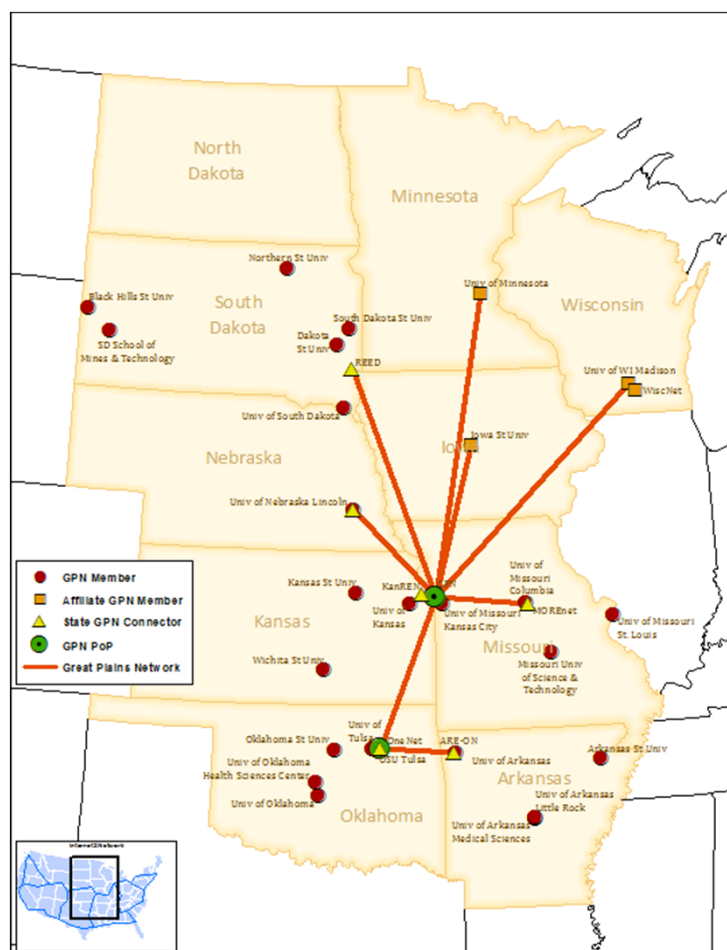 North
Dakota
Minnesota
Northern St Univ
Univ of Minnesota
Black Hills St Univ
South
Dakota
Wisconsin
South Dakota St Univ
Dakota
St Univ
SD School of
Mines & Technology
REED
Univ of WI Madison
WiscNet
Univ of South Dakota
Iowa St Univ
Nebraska
Univ of Nebraska Lincoln
GPN Member
Affiliate GPN Member
State GPN Connector
GPN PoP
Great Plains Network
Kansas St Univ
KanREN
Univ of
Missouri
Columbia
MOREnet
Univ of
Kansas
Univ of Missouri
Kansas City
Univ of Missouri
St. Louis
Kansas
Missouri
Wichita St Univ
Missouri Univ
of Science &
Technology
Univ of
Tulsa
OneNet
OSU Tulsa
ARE-ON
Oklahoma St Univ
Univ of Arkansas
Arkansas St Univ
Univ of Oklahoma
Health Sciences Center
Arkansas
Univ of Oklahoma
Univ of Arkansas
Little Rock
Oklahoma
Univ of Arkansas
Medical Sciences